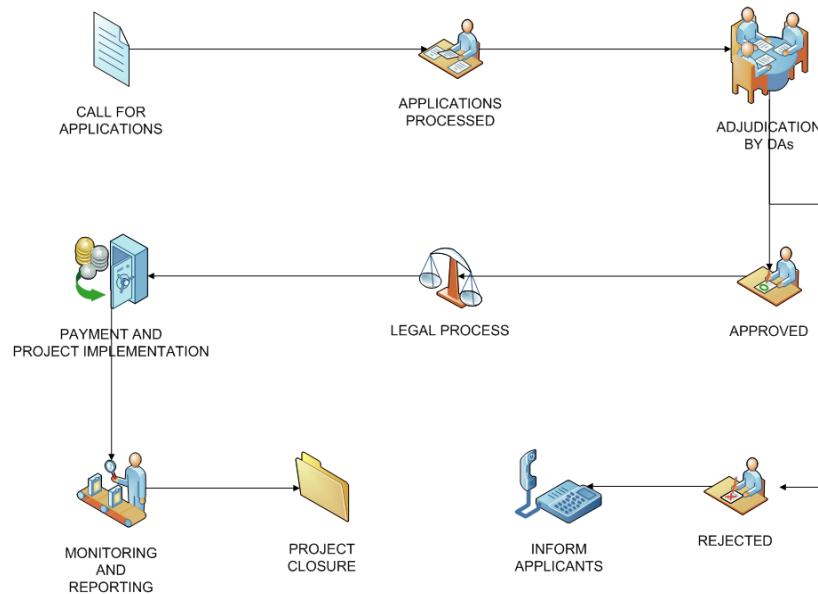 CALL FOR
APPLICATIONS
APPLICATIONS
PROCESSED
ADJUDICATION
BY DAs
PAYMENT AND
PROJECT IMPLEMENTATION
LEGAL PROCESS
APPROVED
MONITORING
AND
REPORTING
PROJECT
CLOSURE
INFORM
APPLICANTS
REJECTED